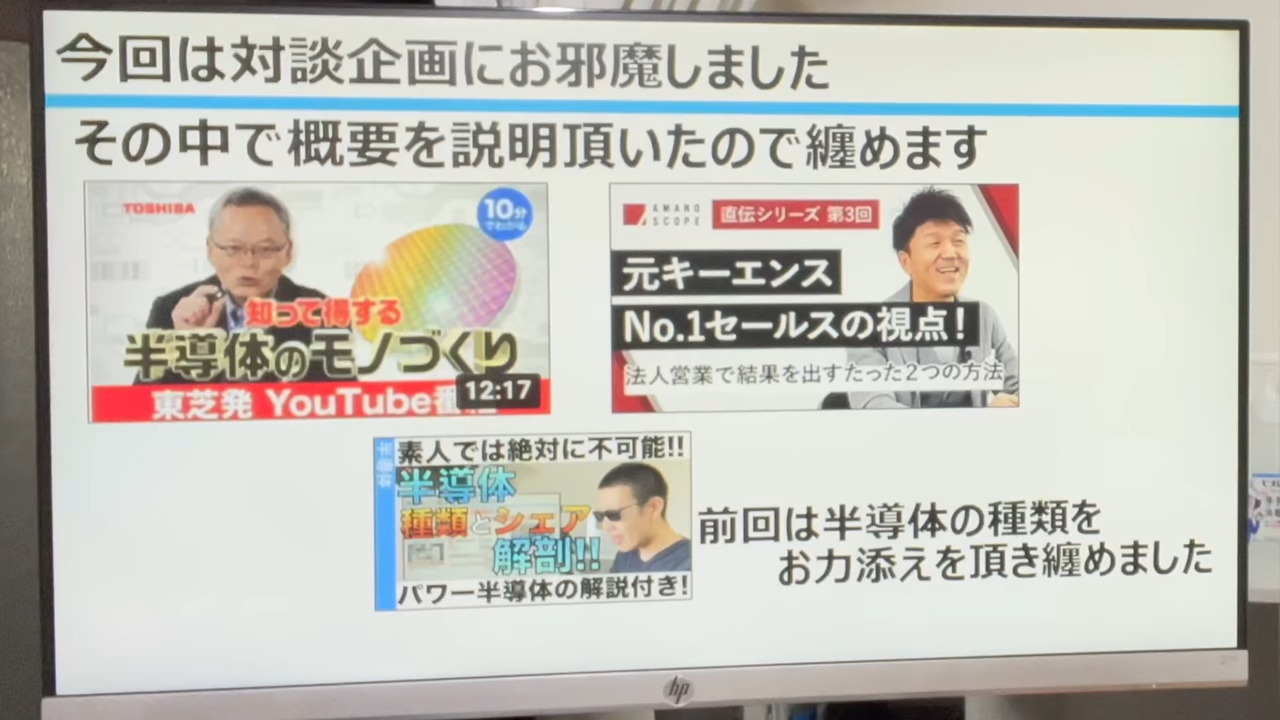 今回は対談企画にお邪魔しました
その中で概要を説明頂いたので纏めます
TOSHIBA
10分
でわかる
知って得する
半導体のモノづくり
東芝発 YouTube番組
12:17
AMANO
SCOPE
直伝シリーズ 第3回
元キーエンス
No.1セールスの視点!
法人営業で結果を出すたった2つの方法
素人では絶対に不可能!!
半導体
種類とシェア
解剖!!
パワー半導体の解説付き!
前回は半導体の種類を
お力添えを頂き纏めました
hp